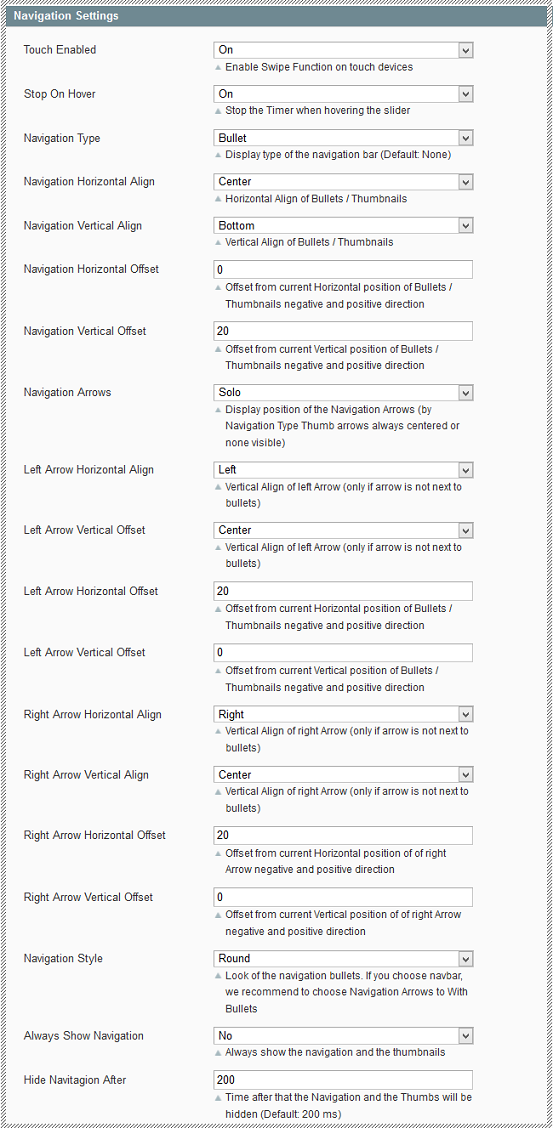 Navigation Settings
Touch Enabled
On
Enable Swipe Function on touch devices
Stop On Hover
On
Stop the Timer when hovering the slider
Navigation Type
Bullet
Display type of the navigation bar (Default: None)
Navigation Horizontal Align
Center
Horizontal Align of Bullets / Thumbnails
Navigation Vertical Align
Bottom
Vertical Align of Bullets / Thumbnails
Navigation Horizontal Offset
0
Offset from current Horizontal position of Bullets /
Thumbnails negative and positive direction
Navigation Vertical Offset
20
Offset from current Vertical position of Bullets /
Thumbnails negative and positive direction
Navigation Arrows
Solo
Display position of the Navigation Arrows (by
Navigation Type Thumb arrows always centered or
none visible)
Left Arrow Horizontal Align
Left
Vertical Align of left Arrow (only if arrow is not next to
bullets)
Left Arrow Vertical Offset
Center
Vertical Align of left Arrow (only if arrow is not next to
bullets)
Left Arrow Horizontal Offset
20
Offset from current Horizontal position of Bullets /
Thumbnails negative and positive direction
Left Arrow Vertical Offset
0
Offset from current Vertical position of Bullets /
Thumbnails negative and positive direction
Right Arrow Horizontal Align
Right
Vertical Align of right Arrow (only if arrow is not next to
bullets)
Right Arrow Vertical Align
Center
Vertical Align of right Arrow (only if arrow is not next to
bullets)
Right Arrow Horizontal Offset
20
Offset from current Horizontal position of of right
Arrow negative and positive direction
Right Arrow Vertical Offset
0
Offset from current Vertical position of of right Arrow
negative and positive direction
Navigation Style
Round
Look of the navigation bullets. If you choose navbar,
we recommend to choose Navigation Arrows to With
Bullets
Always Show Navigation
No
Always show the navigation and the thumbnails
Hide Navitagion After
200
Time after that the Navigation and the Thumbs will be
hidden (Default: 200 ms)